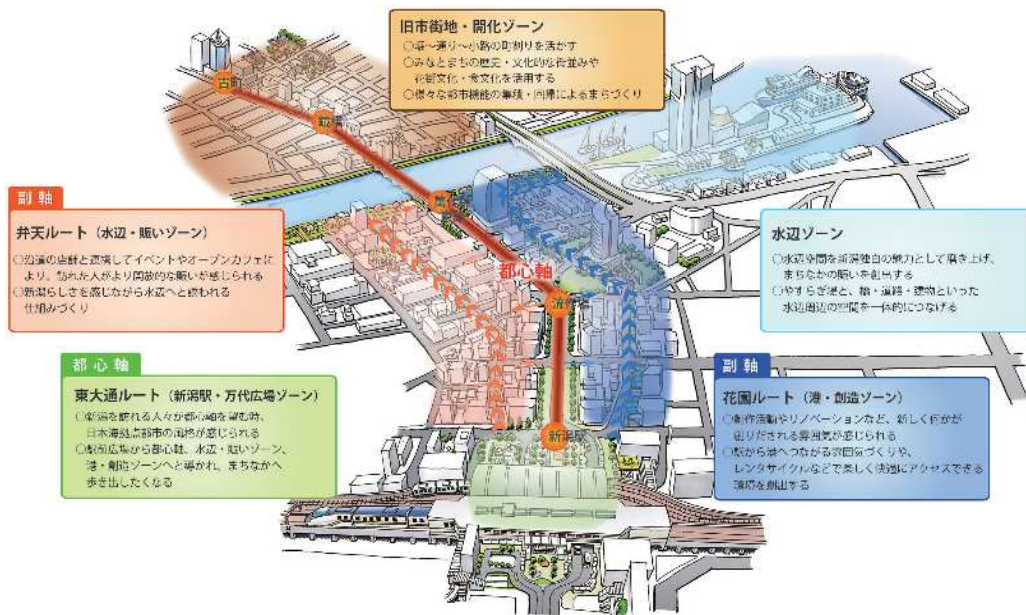 旧市街地・開化ゾーン
○堀〜通り〜小路の町割りを活かす
○みなとまちの歴史・文化的な街並みや
花街文化・食文化を活用する
○様々な都市機能の集積・回帰によるまちづくり
古町
副軸
弁天ルート（水辺・賑いゾーン）
○沿道の店舗と連携してイベントやオープンカフェに
より、訪れた人がより開放的な賑いが感じられる
○新潟らしさを感じながら水辺へと誘われる
仕組みづくり
都心軸
水辺ゾーン
○水辺空間を新潟独自の魅力として磨き上げ、
まちなかの賑いを創出する
○やすらぎ堤と、橋・道路・建物といった
水辺周辺の空間を一体的につなげる
都心軸
東大通ルート（新潟駅・万代広場ゾーン）
○新潟を訪れる人々が都心軸を望む時、
日本海拠点都市の風格が感じられる
○駅前広場から都心軸、水辺・賑いゾーン、
港・創造ゾーンへと導かれ、まちなかへ
歩き出したくなる
新潟駅
副軸
花園ルート（港・創造ゾーン）
○創作活動やリノベーションなど、新しく何かが
創りだされる雰囲気が感じられる
○駅から港へつながる雰囲気づくりや、
レンタサイクルなどで楽しく快適にアクセスできる
環境を創出する